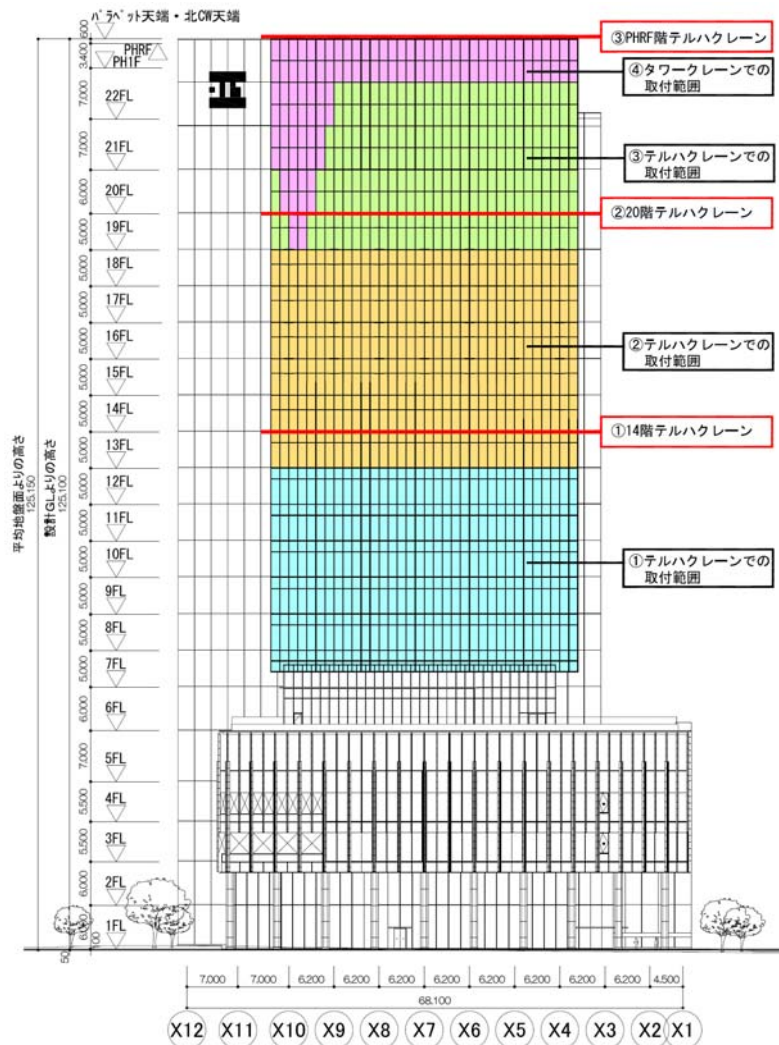 パラペット天端・北CW天端
600
PHRF
3.400
PH1F
7.000
22FL
21FL
7.000
20FL
6.000
19FL
5.000
18FL
5.000
17FL
5.000
16FL
5.000
15FL
5.000
14FL
5.000
13FL
5.000
12FL
5.000
11FL
5.000
10FL
5.000
9FL
5.000
8FL
5.000
7FL
5.000
6FL
6.000
5FL
7.000
4FL
5.500
3FL
5.500
2FL
6.000
1FL
6.000
100
50
平均地盤面よりの高さ
125.150
設計GLよりの高さ
125.100
③PHRF階テルハクレーン
④タワークレーンでの
取付範囲
③テルハクレーンでの
取付範囲
②20階テルハクレーン
②テルハクレーンでの
取付範囲
①14階テルハクレーン
①テルハクレーンでの
取付範囲
7.000 7.000 6.200 6.200 6.200 6.200 6.200 6.200 6.200 6.200 4.500
68.100
X12 X11 X10 X9 X8 X7 X6 X5 X4 X3 X2 X1